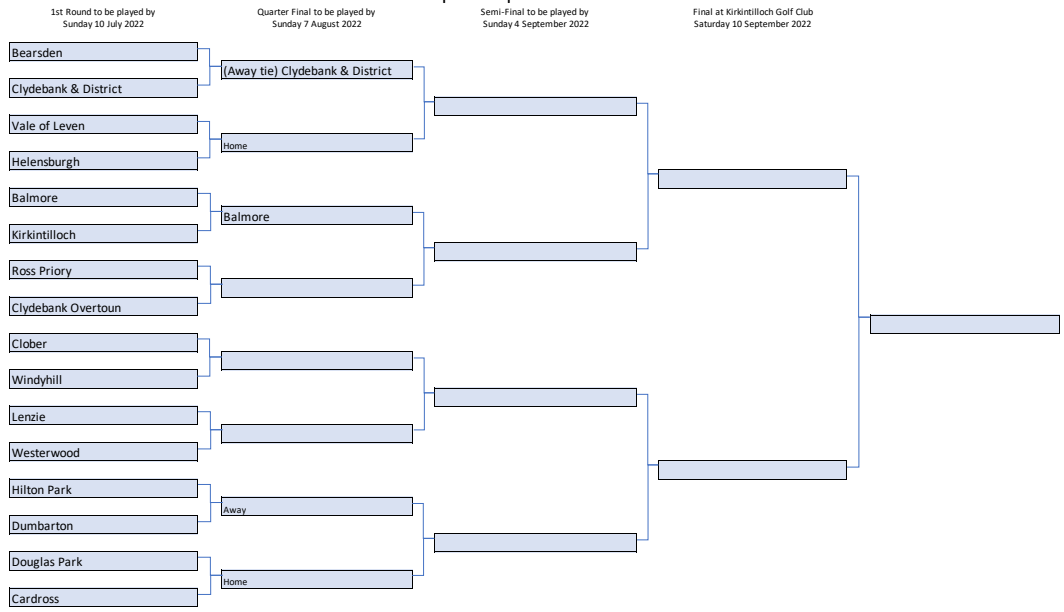 1st Round to be played by
Sunday 10 July 2022
Quarter Final to be played by
Sunday 7 August 2022
Semi-Final to be played by
Sunday 4 September 2022
Final at Kirkintilloch Golf Club
Saturday 10 September 2022
Bearsden
Clydebank & District
Vale of Leven
Helensburgh
Balmore
Kirkintilloch
Ross Priory
Clydebank Overtoun
Clober
Windyhill
Lenzie
Westerwood
Hilton Park
Dumbarton
Douglas Park
Cardross
(Away tie) Clydebank & District
Home
Balmore
Away
Home